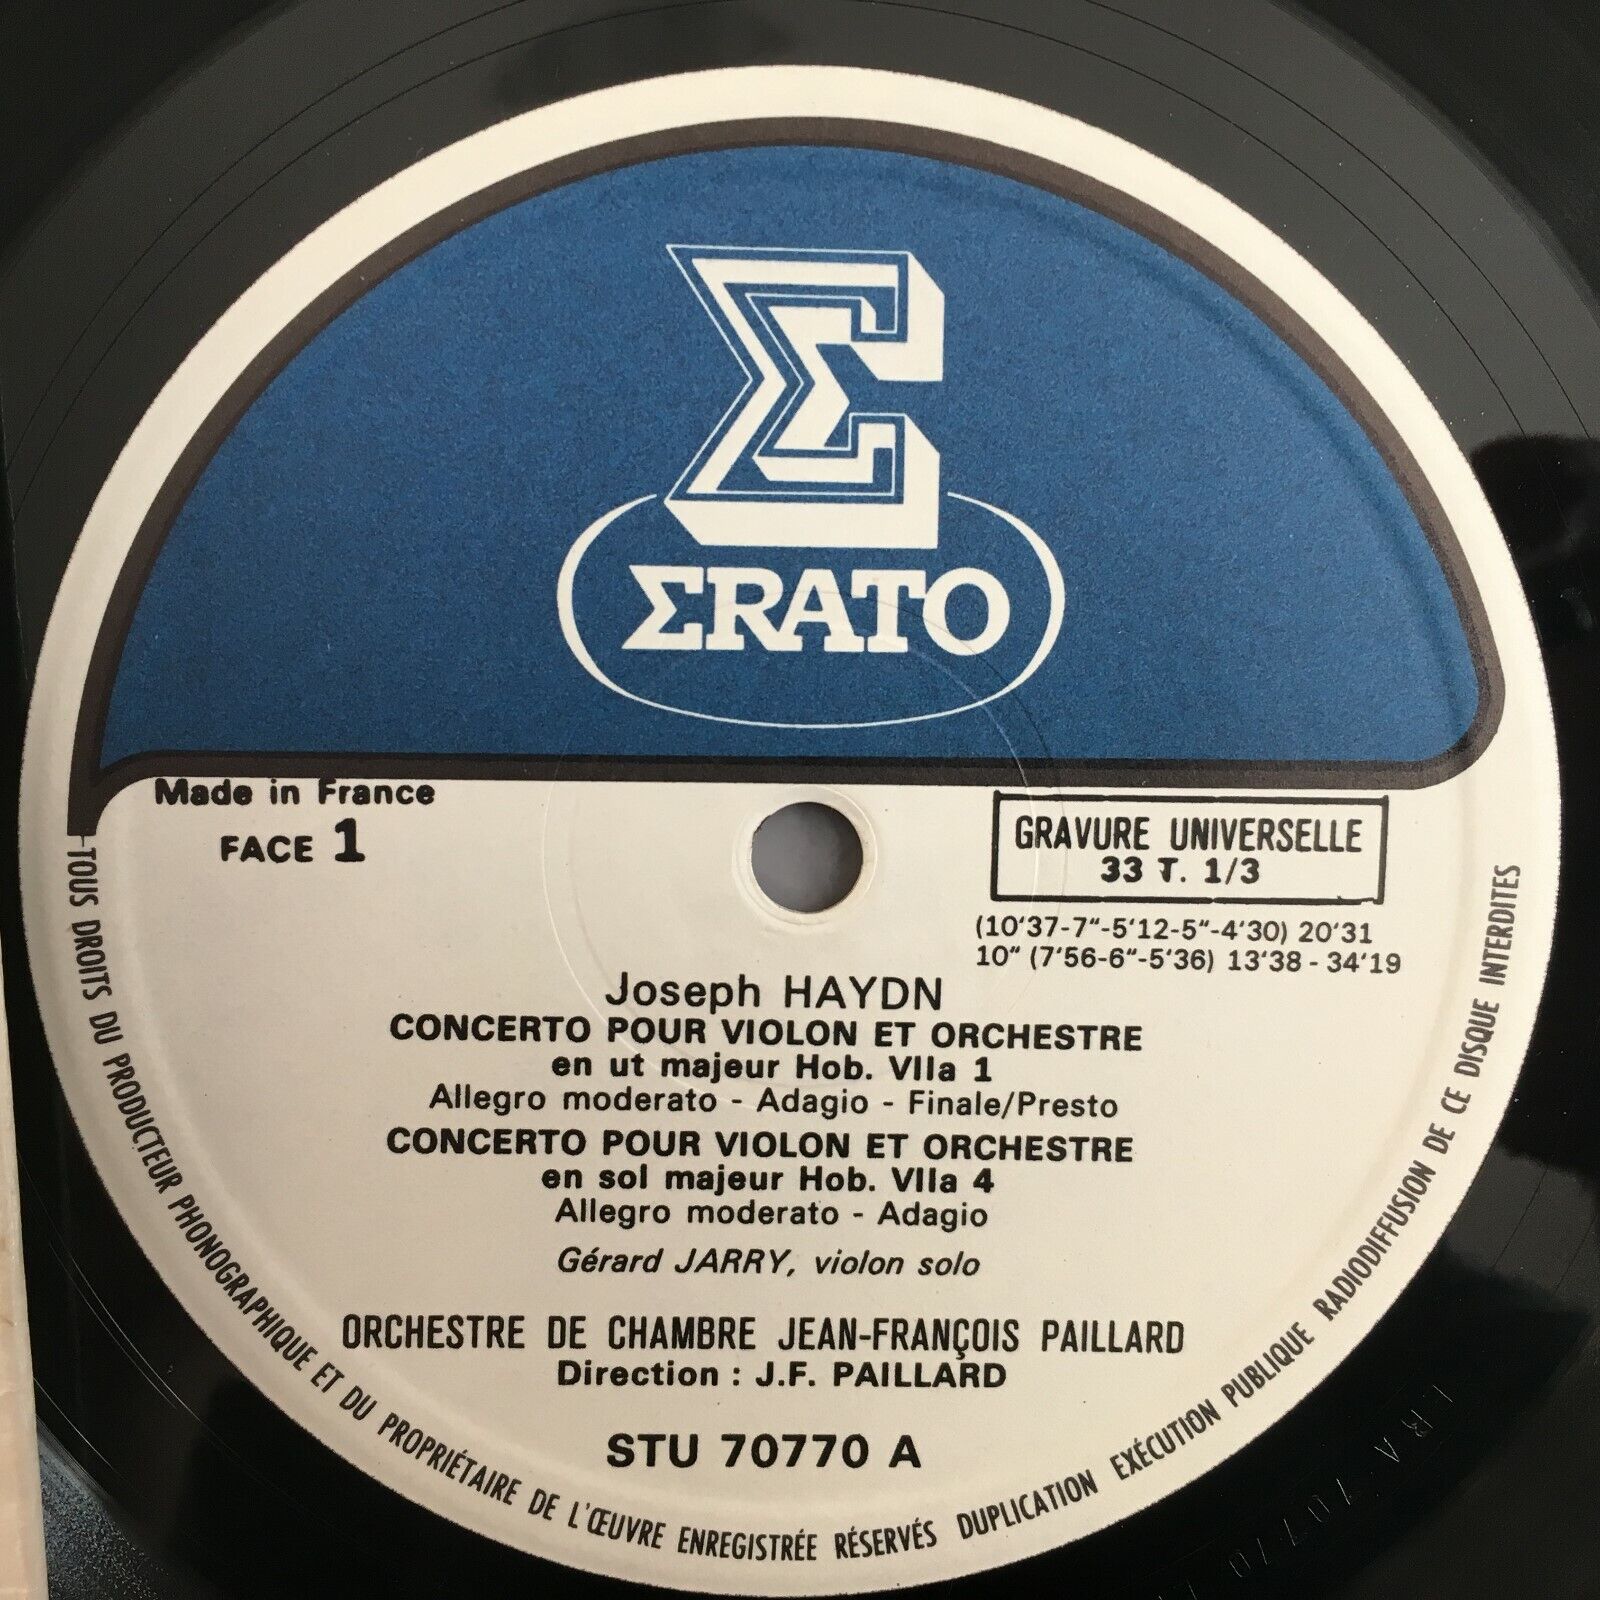 ΣRATO
Made in France
FACE 1
GRAVURE UNIVERSELLE
33 T. 1/3
(10'37-7"-5'12-5"-4'30) 20'31
10" (7'56-6"-5'36) 13'38 - 34'19
Joseph HAYDN
CONCERTO POUR VIOLON ET ORCHESTRE
en ut majeur Hob. VIIa 1
Allegro moderato - Adagio - Finale/Presto
CONCERTO POUR VIOLON ET ORCHESTRE
en sol majeur Hob. VIIa 4
Allegro moderato - Adagio
Gérard JARRY, violon solo
ORCHESTRE DE CHAMBRE JEAN-FRANÇOIS PAILLARD
Direction : J.F. PAILLARD
STU 70770 A
TOUS DROITS DU PRODUCTEUR PHONOGRAPHIQUE ET DU PROPRIÉTAIRE DE L'ŒUVRE ENREGISTRÉE RÉSERVÉS DUPLICATION EXÉCUTION PUBLIQUE RADIODIFFUSION DE CE DISQUE INTERDITES